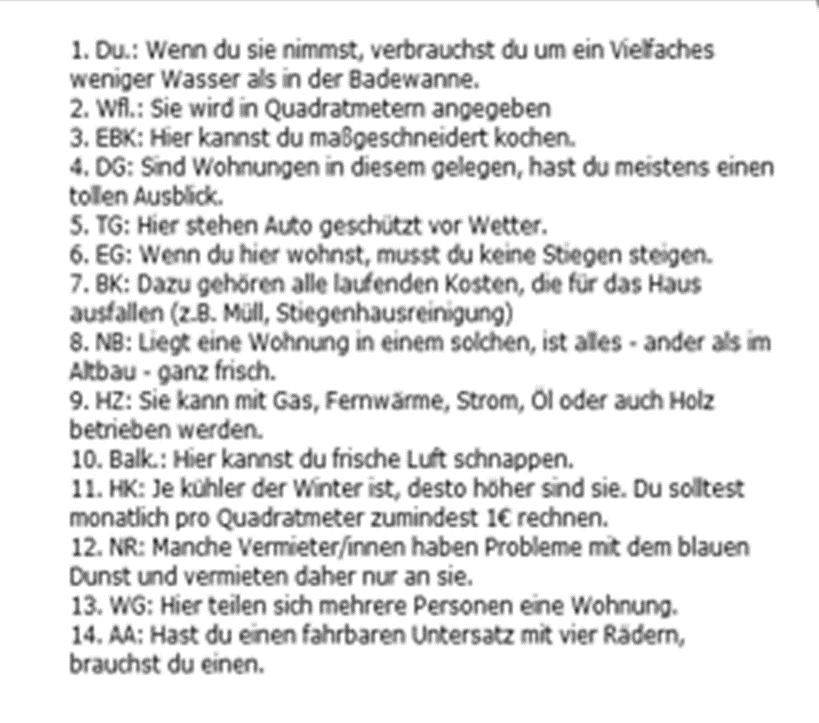 1. Du.: Wenn du sie nimmst, verbrauchst du um ein Vielfaches
weniger Wasser als in der Badewanne.
2. Wfl.: Sie wird in Quadratmetern angegeben
3. EBK: Hier kannst du maßgeschneidert kochen.
4. DG: Sind Wohnungen in diesem gelegen, hast du meistens einen
tollen Ausblick.
5. TG: Hier stehen Auto geschützt vor Wetter.
6. EG: Wenn du hier wohnst, musst du keine Stiegen steigen.
7. BK: Dazu gehören alle laufenden Kosten, die für das Haus
ausfallen (z.B. Müll, Stiegenhausreinigung)
8. NB: Liegt eine Wohnung in einem solchen, ist alles - ander als im
Altbau - ganz frisch.
9. HZ: Sie kann mit Gas, Fernwärme, Strom, Öl oder auch Holz
betrieben werden.
10. Balk.: Hier kannst du frische Luft schnappen.
11. HK: Je kühler der Winter ist, desto höher sind sie. Du solltest
monatlich pro Quadratmeter zumindest 1€ rechnen.
12. NR: Manche Vermieter/innen haben Probleme mit dem blauen
Dunst und vermieten daher nur an sie.
13. WG: Hier teilen sich mehrere Personen eine Wohnung.
14. AA: Hast du einen fahrbaren Untersatz mit vier Rädern,
brauchst du einen.